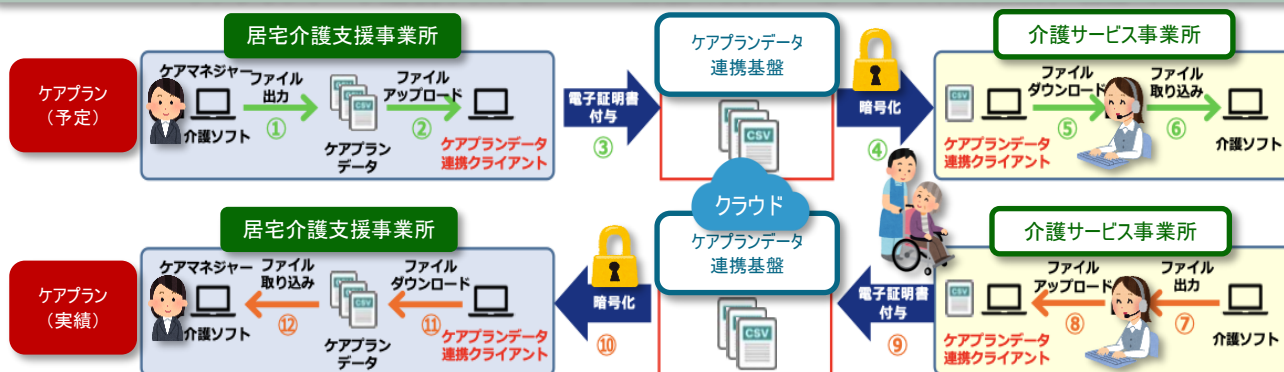 居宅介護支援事業所
ケアプランデータ
連携基盤
介護サービス事業所
ケアプラン
（予定）
ケアマネジャー
ファイル
出力
①
介護ソフト
CSV
ケアプラン
データ
ファイル
アップロード
②
ケアプランデータ
連携クライアント
電子証明書
付与
③
CSV
暗号化
④
CSV
ケアプランデータ
連携クライアント
ファイル
ダウンロード
⑤
ファイル
取り込み
⑥
介護ソフト
クラウド
居宅介護支援事業所
ケアプランデータ
連携基盤
介護サービス事業所
ケアプラン
（実績）
ケアマネジャー
ファイル
取り込み
⑫
介護ソフト
CSV
ケアプラン
データ
ファイル
ダウンロード
⑪
ケアプランデータ
連携クライアント
暗号化
⑩
CSV
電子証明書
付与
⑨
CSV
ケアプランデータ
連携クライアント
ファイル
アップロード
⑧
ファイル
出力
⑦
介護ソフト